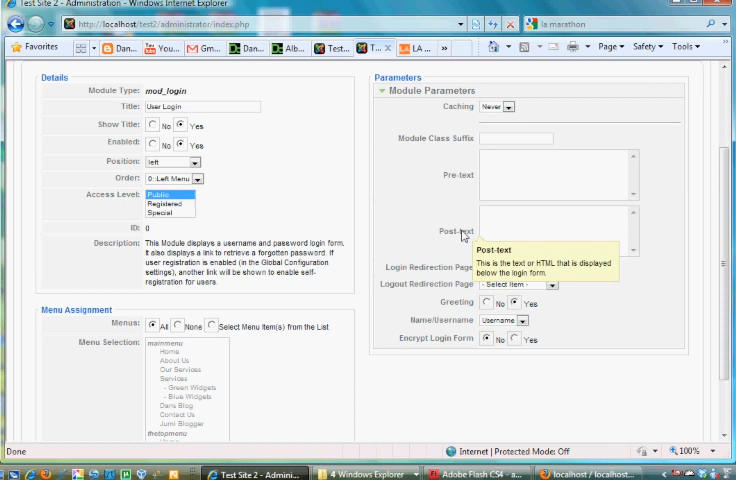 Test Site 2 - Administration - Windows Internet Explorer
http://localhost/test2/administrator/index.php
la marathon
Favorites
Dan...
You...
Gm...
Dan...
Alb...
Test...
T...
LA ...
»
Page
Safety
Tools
Details
Module Type: mod_login
Title: User Login
Show Title: No Yes
Enabled: No Yes
Position: left
Order: 0::Left Menu
Access Level: Public
Registered
Special
ID: 0
Description: This Module displays a username and password login form.
It also displays a link to retrieve a forgotten password. If
user registration is enabled (in the Global Configuration
settings), another link will be shown to enable self-
registration for users.
Menu Assignment
Menus: All None Select Menu Item(s) from the List
Menu Selection: mainmenu
Home
About Us
Our Services
Services
- Green Widgets
- Blue Widgets
Dans Blog
Contact Us
Jumi Blogger
thetopmenu
Parameters
Module Parameters
Caching Never
Module Class Suffix
Pre-text
Post-text
Post-text
This is the text or HTML that is displayed
below the login form.
Login Redirection Page
Logout Redirection Page - Select Item -
Greeting No Yes
Name/Username Username
Encrypt Login Form No Yes
Done
Internet | Protected Mode: Off
100%
Test Site 2 - Admini...
4 Windows Explorer
Adobe Flash CS4 - a...
localhost / localhost...